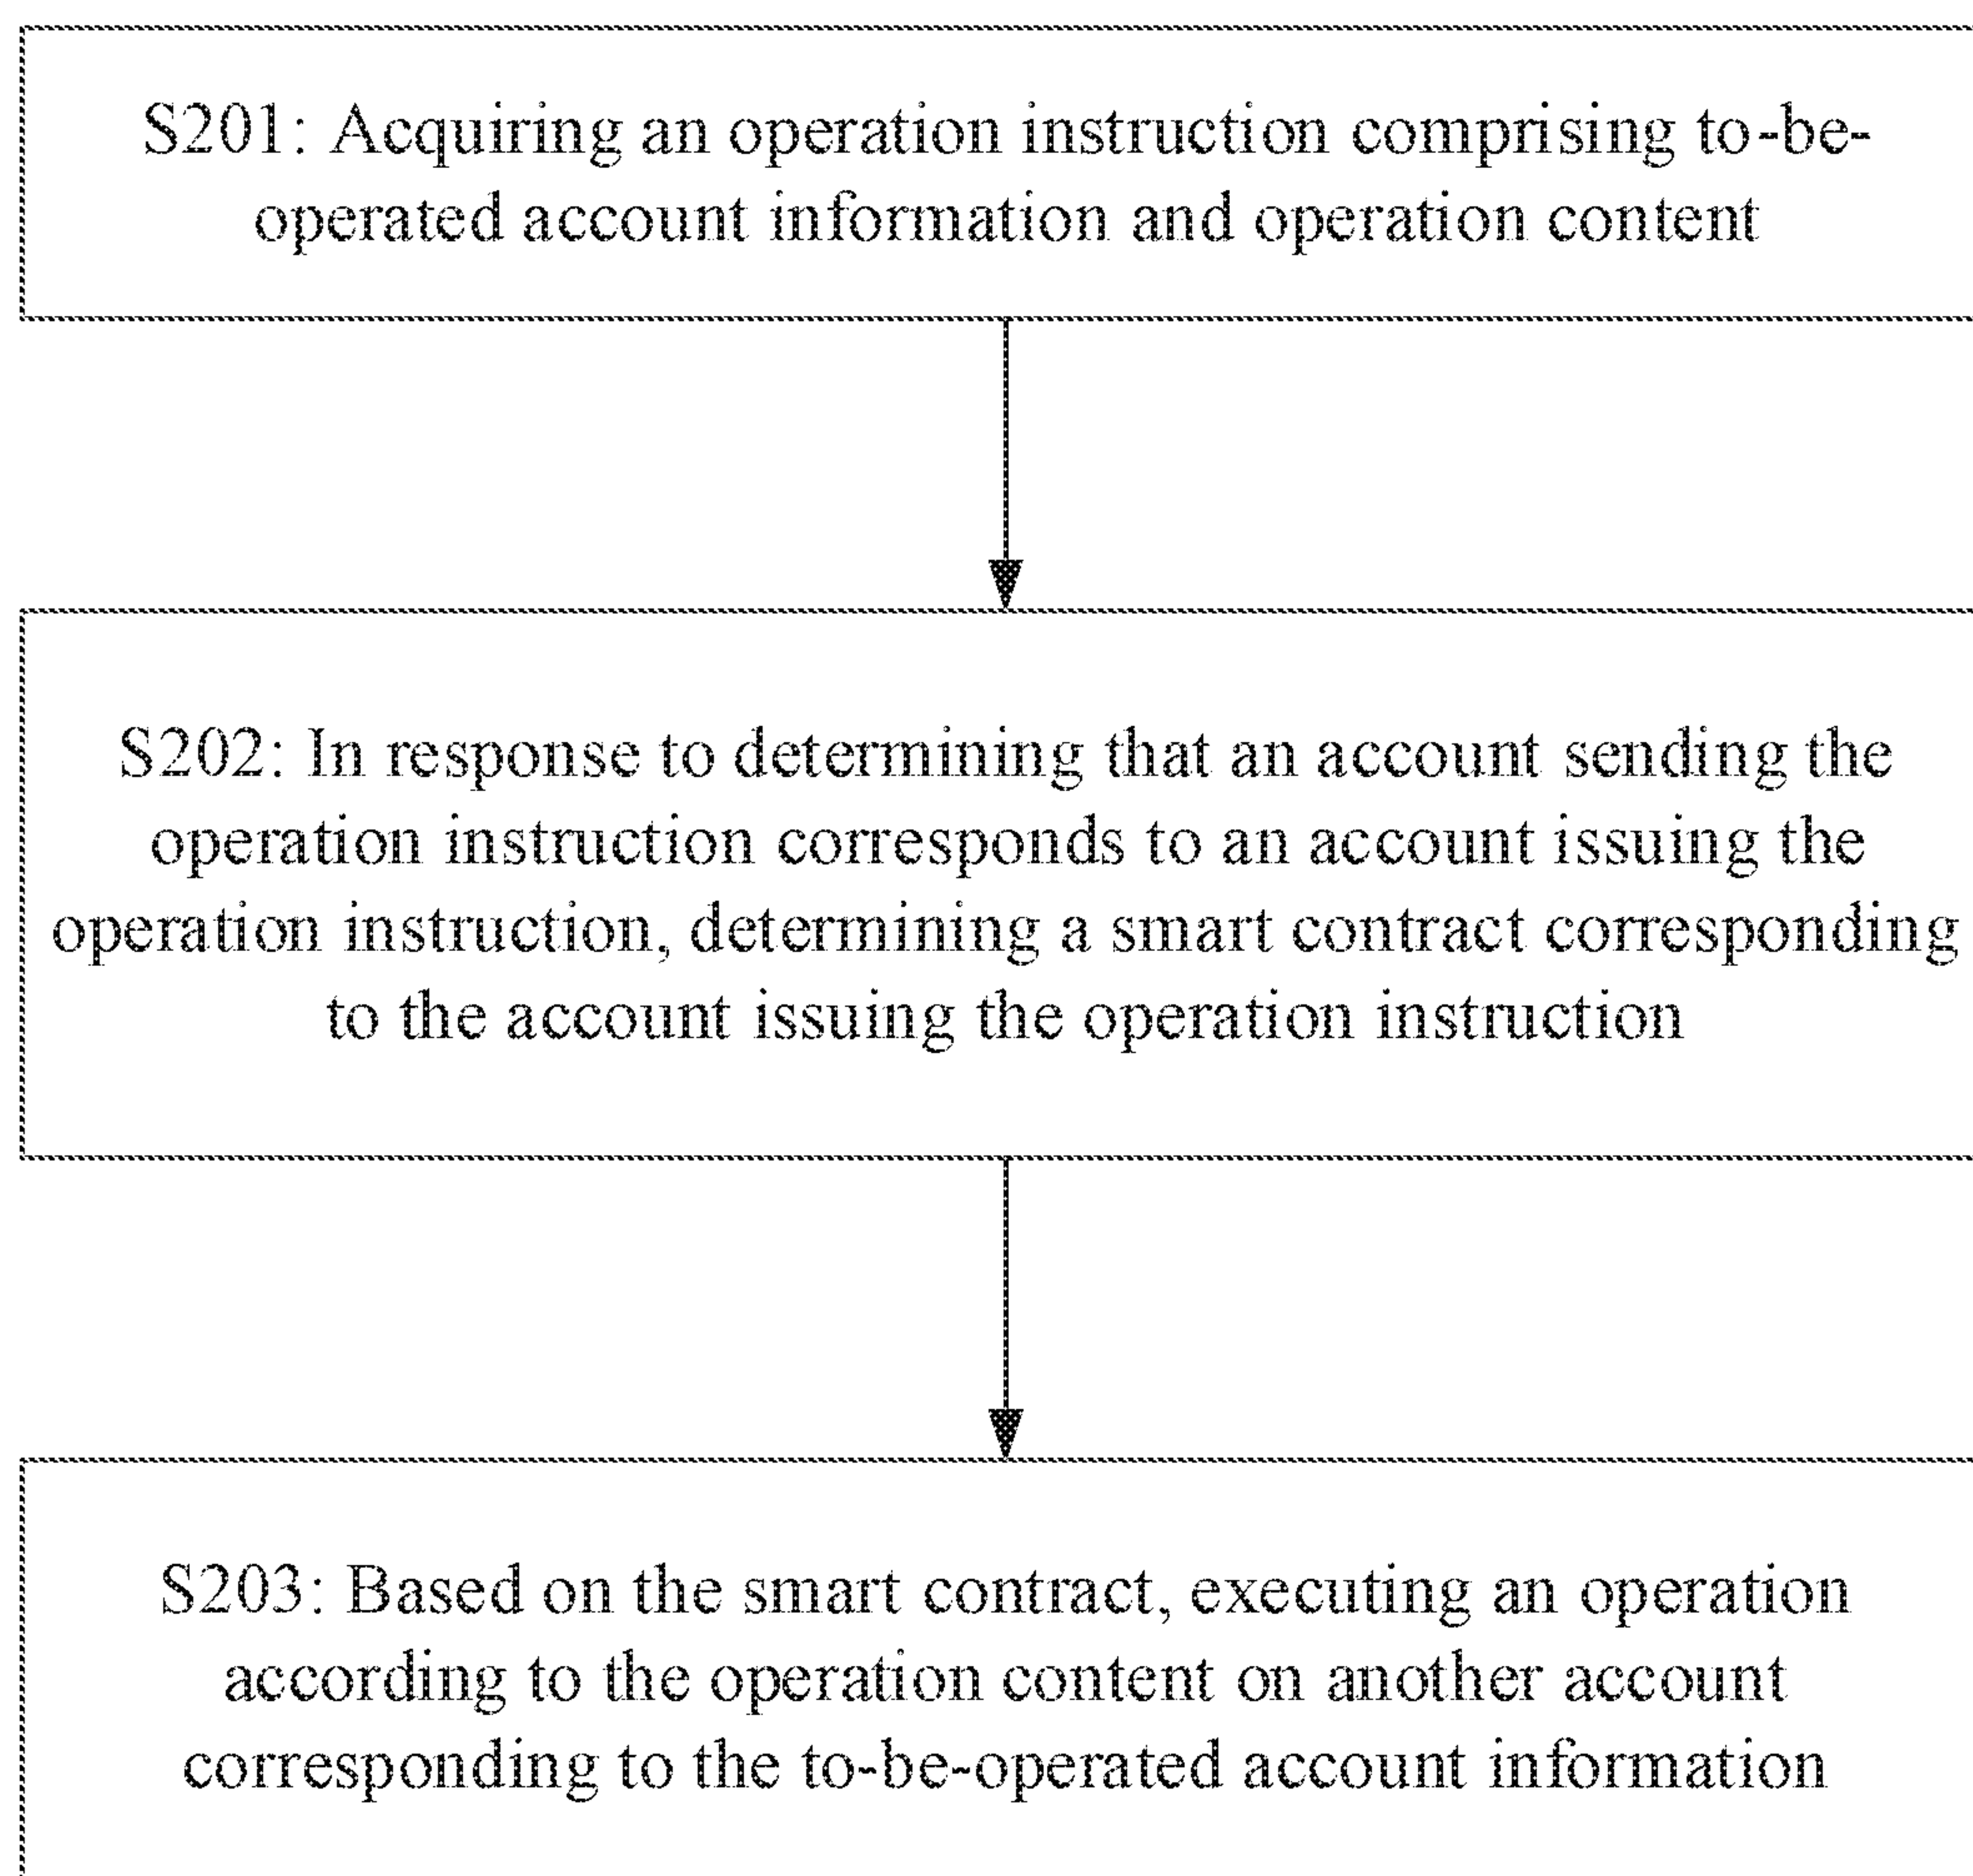 S201: Acquiring an operation instruction comprising to-be-
operated account information and operation content
S202: In response to determining that an account sending the
operation instruction corresponds to an account issuing the
operation instruction, determining a smart contract corresponding
to the account issuing the operation instruction
S203: Based on the smart contract, executing an operation
according to the operation content on another account
corresponding to the to-be-operated account information